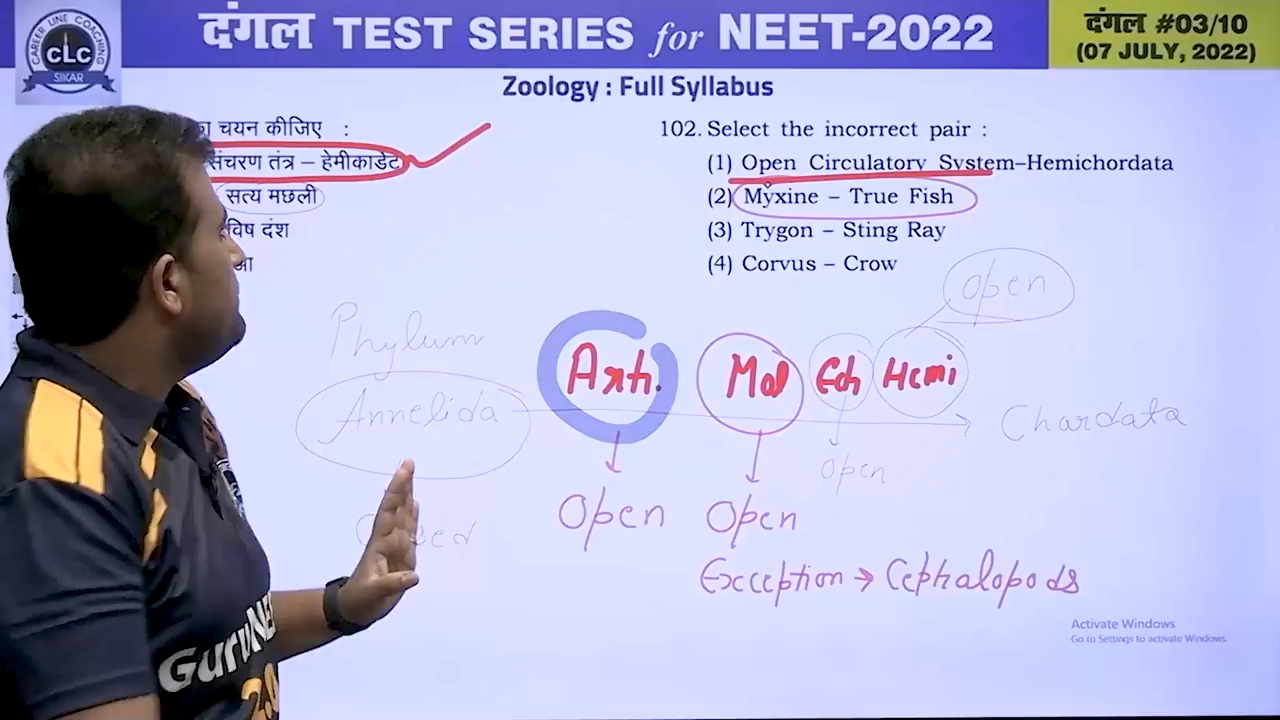 CAREER LINE COACHING
CLC
SIKAR
दंगल TEST SERIES for NEET-2022
दंगल #03/10
(07 JULY, 2022)
Zoology : Full Syllabus
चयन कीजिए :
संचरण तंत्र – हेमीकार्डेट
सत्य मछली
विष दंश
102. Select the incorrect pair :
(1) Open Circulatory System–Hemichordata
(2) Myxine – True Fish
(3) Trygon – Sting Ray
(4) Corvus – Crow
open
Phylum
Arth. Mol Ech Hemi
Annelida
Chordata
open
Open Open
Exception → Cephalopods
Activate Windows
Go to Settings to activate Windows.
GuruNEE